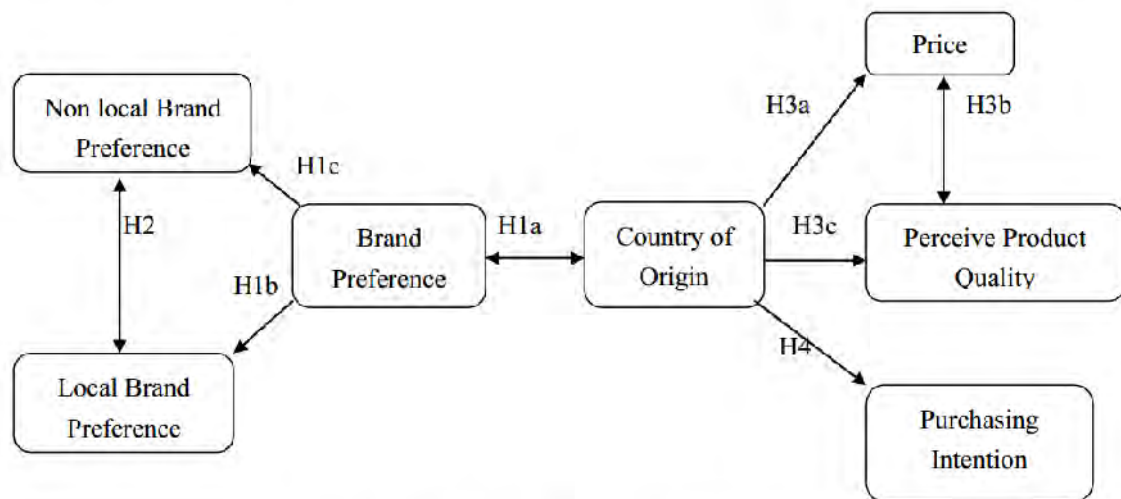 Price
H3a
H3b
Non local Brand
Preference
H1c
H2
Brand
Preference
H1a
Country of
Origin
H3c
Perceive Product
Quality
H1b
H4
Local Brand
Preference
Purchasing
Intention